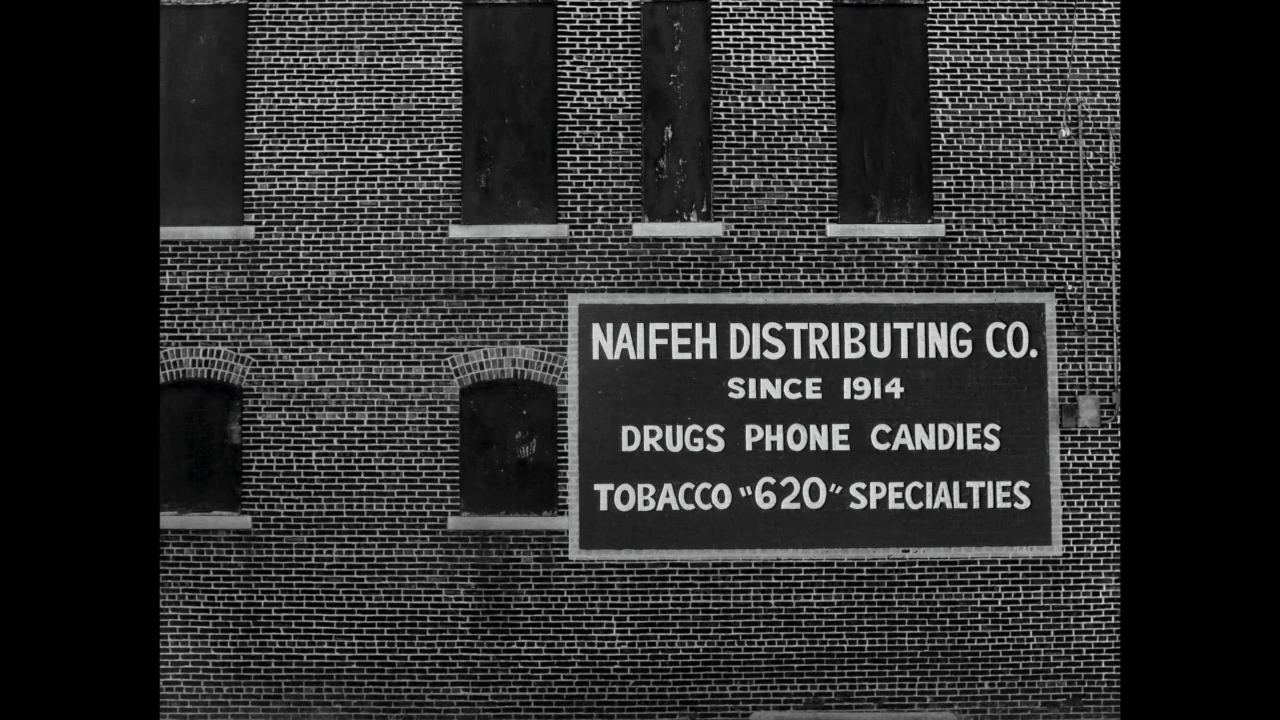 NAIFEH DISTRIBUTING CO.
SINCE 1914
DRUGS PHONE CANDIES
TOBACCO "620" SPECIALTIES